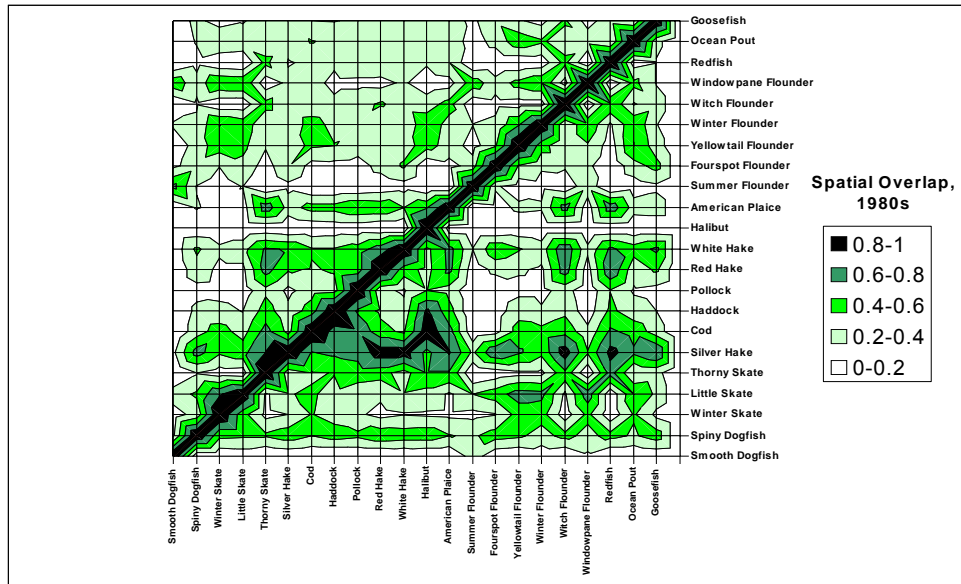 Goosefish
Ocean Pout
Redfish
Windowpane Flounder
Witch Flounder
Winter Flounder
Yellowtail Flounder
Fourspot Flounder
Summer Flounder
American Plaice
Halibut
White Hake
Red Hake
Pollock
Haddock
Cod
Silver Hake
Thorny Skate
Little Skate
Winter Skate
Spiny Dogfish
Smooth Dogfish
Spatial Overlap,
1980s
0.8-1
0.6-0.8
0.4-0.6
0.2-0.4
0-0.2
Smooth Dogfish
Spiny Dogfish
Winter Skate
Little Skate
Thorny Skate
Silver Hake
Cod
Haddock
Pollock
Red Hake
White Hake
Halibut
American Plaice
Summer Flounder
Fourspot Flounder
Yellowtail Flounder
Winter Flounder
Witch Flounder
Windowpane Flounder
Redfish
Ocean Pout
Goosefish